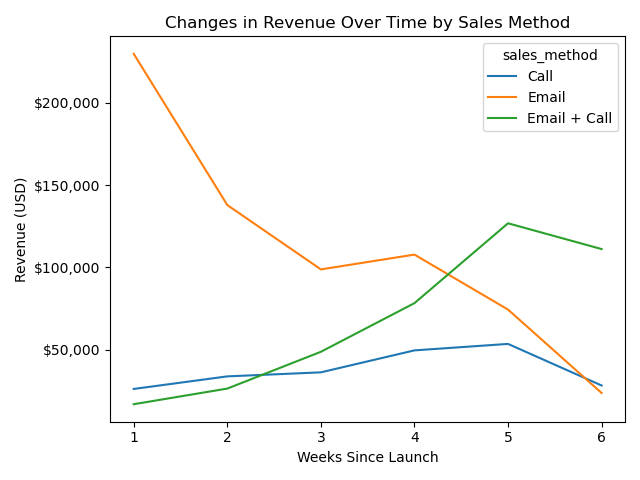 Changes in Revenue Over Time by Sales Method
sales_method
Call
Email
Email + Call
$200,000
$150,000
$100,000
$50,000
Revenue (USD)
1 2 3 4 5 6
Weeks Since Launch